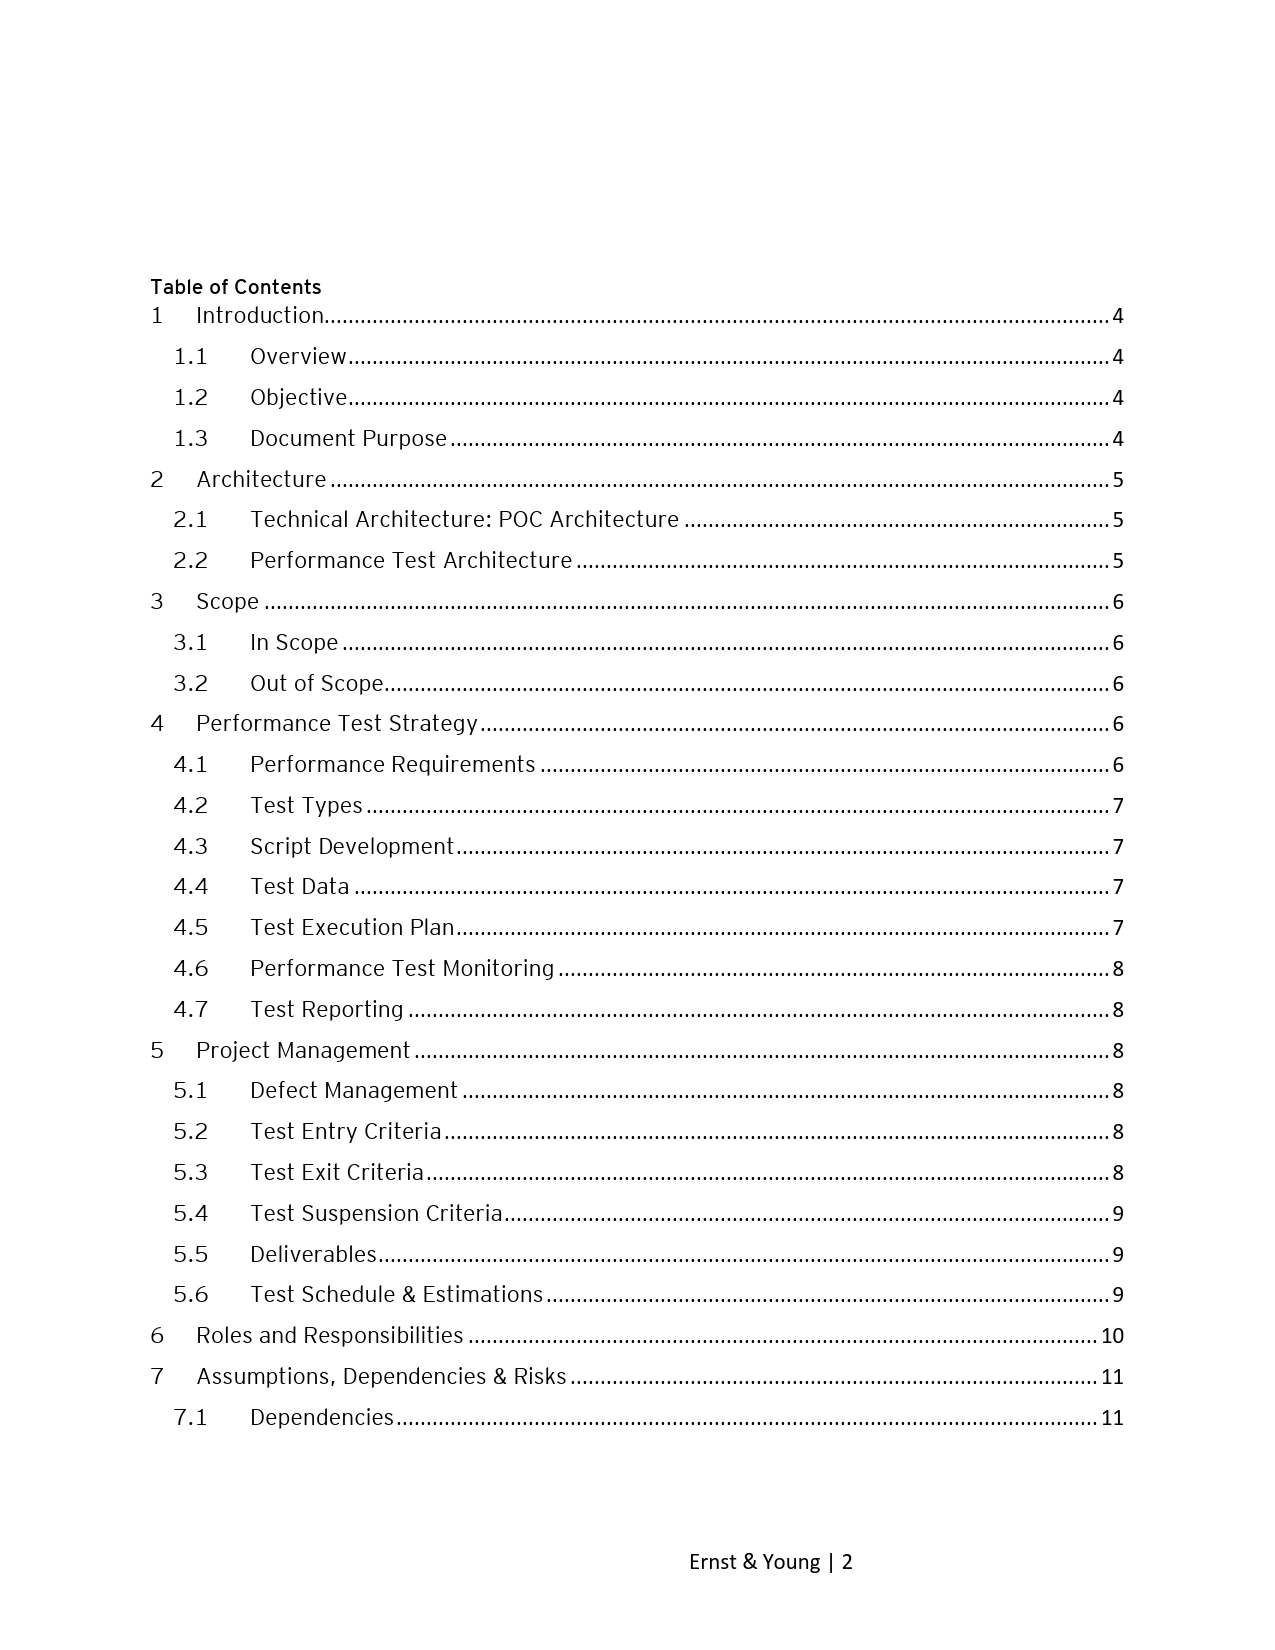 Table of Contents
1 Introduction................................................................................................................................4
1.1 Overview................................................................................................................................4
1.2 Objective................................................................................................................................4
1.3 Document Purpose................................................................................................................4
2 Architecture................................................................................................................................5
2.1 Technical Architecture: POC Architecture................................................................................5
2.2 Performance Test Architecture................................................................................................5
3 Scope................................................................................................................................6
3.1 In Scope................................................................................................................................6
3.2 Out of Scope................................................................................................................................6
4 Performance Test Strategy................................................................................................................6
4.1 Performance Requirements................................................................................................6
4.2 Test Types................................................................................................................................7
4.3 Script Development................................................................................................................7
4.4 Test Data................................................................................................................................7
4.5 Test Execution Plan................................................................................................................7
4.6 Performance Test Monitoring................................................................................................8
4.7 Test Reporting................................................................................................................................8
5 Project Management................................................................................................................8
5.1 Defect Management................................................................................................................8
5.2 Test Entry Criteria................................................................................................................8
5.3 Test Exit Criteria................................................................................................................8
5.4 Test Suspension Criteria................................................................................................................9
5.5 Deliverables................................................................................................................................9
5.6 Test Schedule & Estimations................................................................................................9
6 Roles and Responsibilities................................................................................................................10
7 Assumptions, Dependencies & Risks................................................................................................11
7.1 Dependencies................................................................................................................................11
Ernst & Young | 2